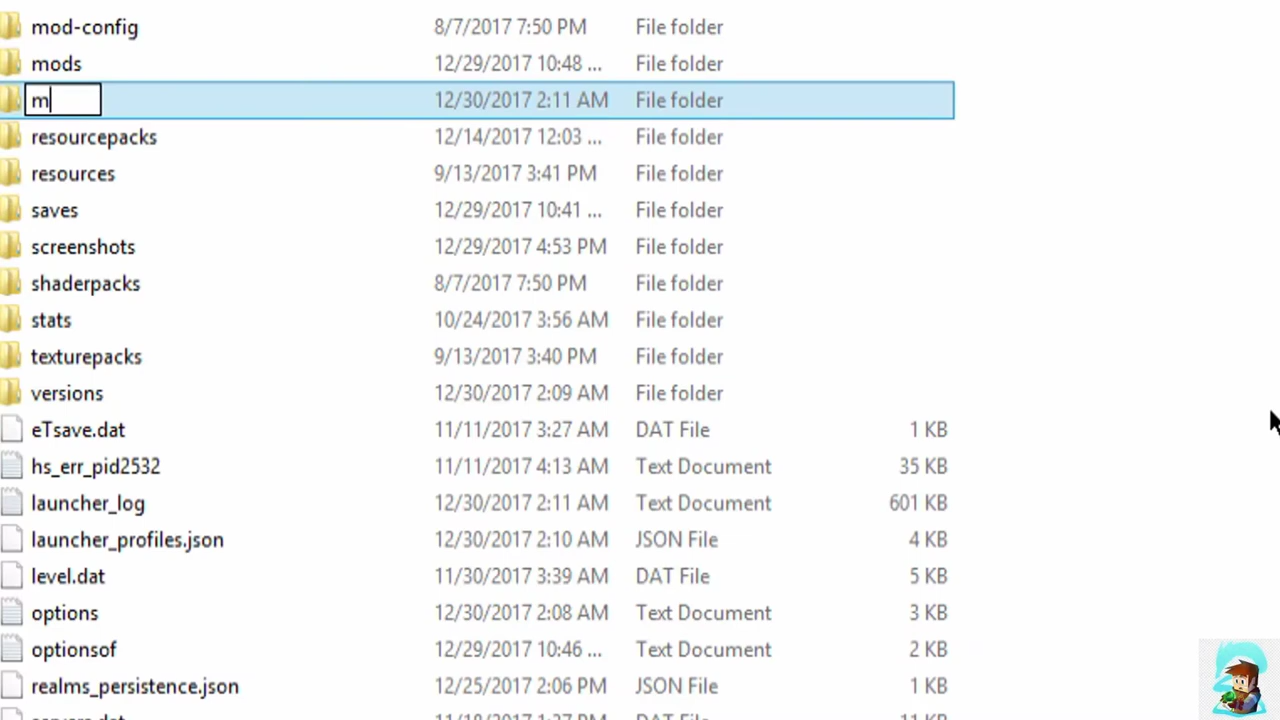 mod-config 8/7/2017 7:50 PM File folder
mods 12/29/2017 10:48 ... File folder
m 12/30/2017 2:11 AM File folder
resourcepacks 12/14/2017 12:03 ... File folder
resources 9/13/2017 3:41 PM File folder
saves 12/29/2017 10:41 ... File folder
screenshots 12/29/2017 4:53 PM File folder
shaderpacks 8/7/2017 7:50 PM File folder
stats 10/24/2017 3:56 AM File folder
texturepacks 9/13/2017 3:40 PM File folder
versions 12/30/2017 2:09 AM File folder
eTsave.dat 11/11/2017 3:27 AM DAT File 1 KB
hs_err_pid2532 11/11/2017 4:13 AM Text Document 35 KB
launcher_log 12/30/2017 2:11 AM Text Document 601 KB
launcher_profiles.json 12/30/2017 2:10 AM JSON File 4 KB
level.dat 11/30/2017 3:39 AM DAT File 5 KB
options 12/30/2017 2:08 AM Text Document 3 KB
optionsof 12/29/2017 10:46 ... Text Document 2 KB
realms_persistence.json 12/25/2017 2:06 PM JSON File 1 KB